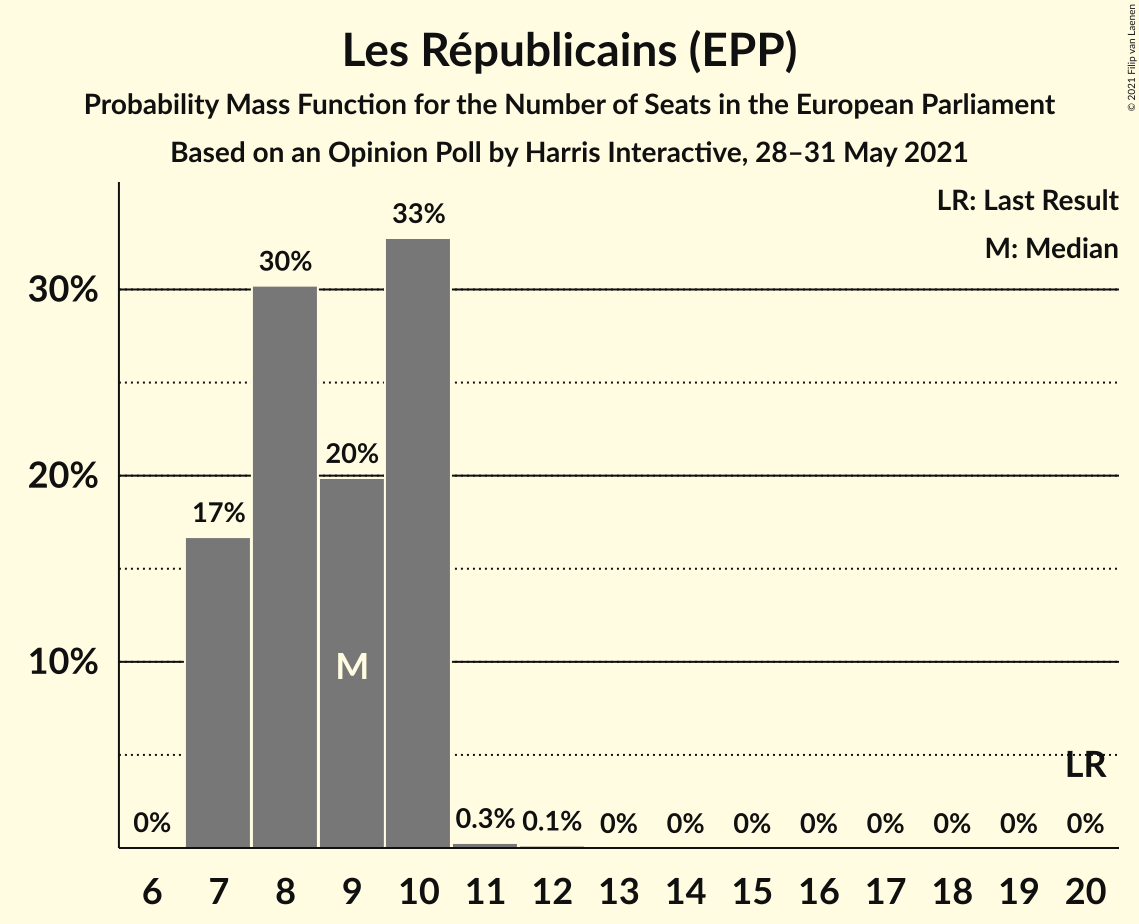 Les Républicains (EPP)
Probability Mass Function for the Number of Seats in the European Parliament
Based on an Opinion Poll by Harris Interactive, 28–31 May 2021
© 2021 Filip van Laenen
LR: Last Result
M: Median
33%
30%
30%
20%
20%
17%
10%
M
LR
0%
0.3%
0.1%
0%
0%
0%
0%
0%
0%
0%
0%
6 7 8 9 10 11 12 13 14 15 16 17 18 19 20